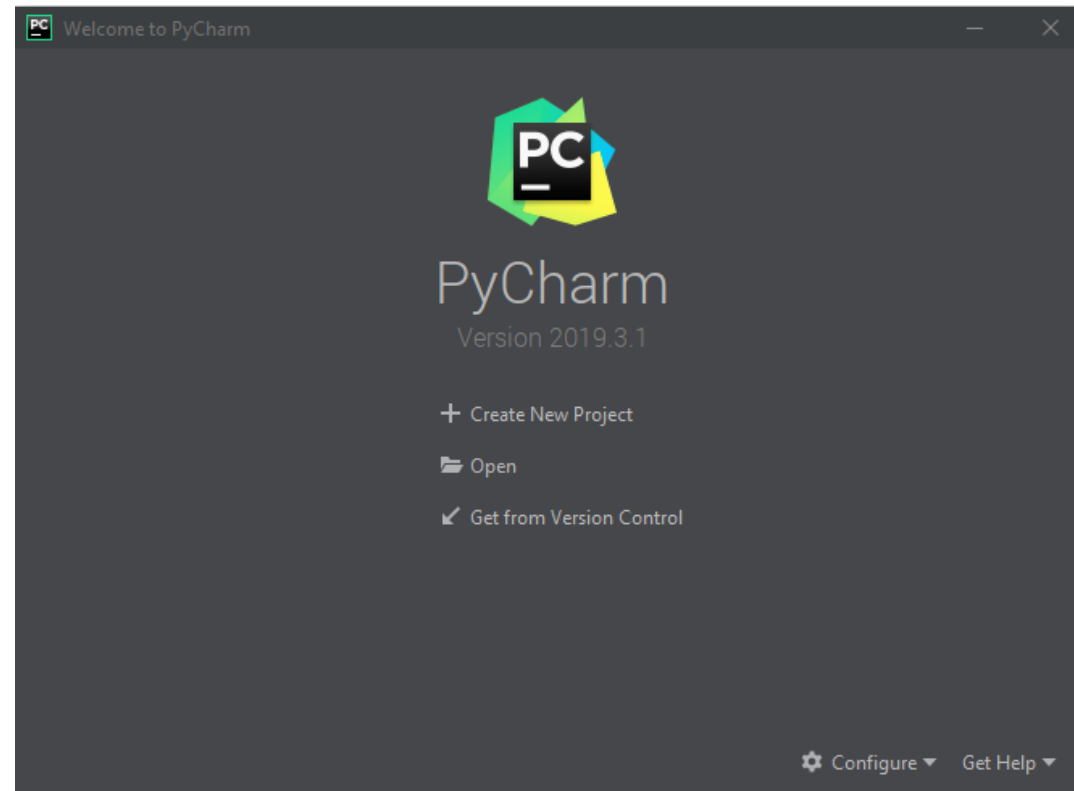 PC Welcome to PyCharm
PC
PyCharm
Version 2019.3.1
Create New Project
Open
Get from Version Control
Configure Get Help